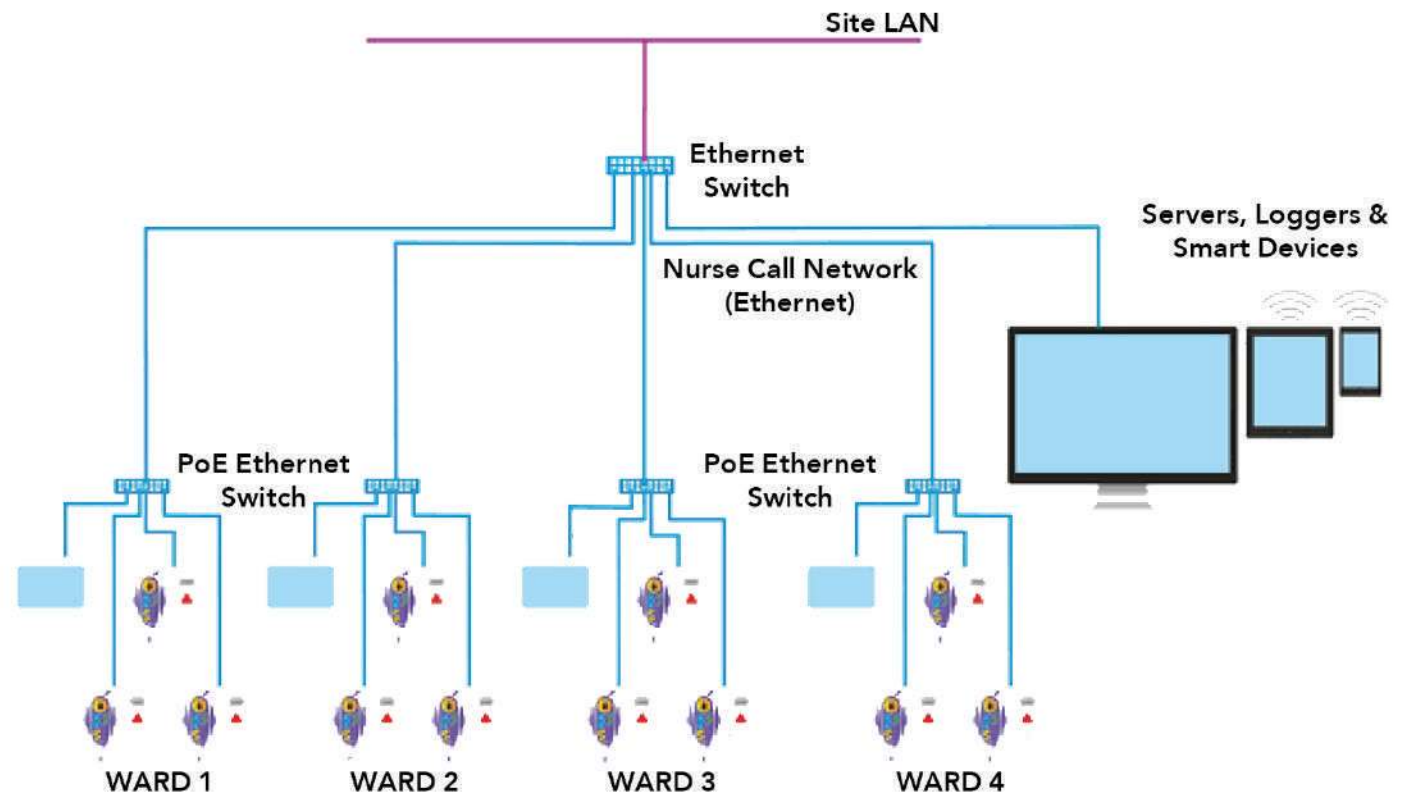 Site LAN
Ethernet
Switch
Servers, Loggers &
Smart Devices
Nurse Call Network
(Ethernet)
PoE Ethernet
Switch
PoE Ethernet
Switch
WARD 1
WARD 2
WARD 3
WARD 4